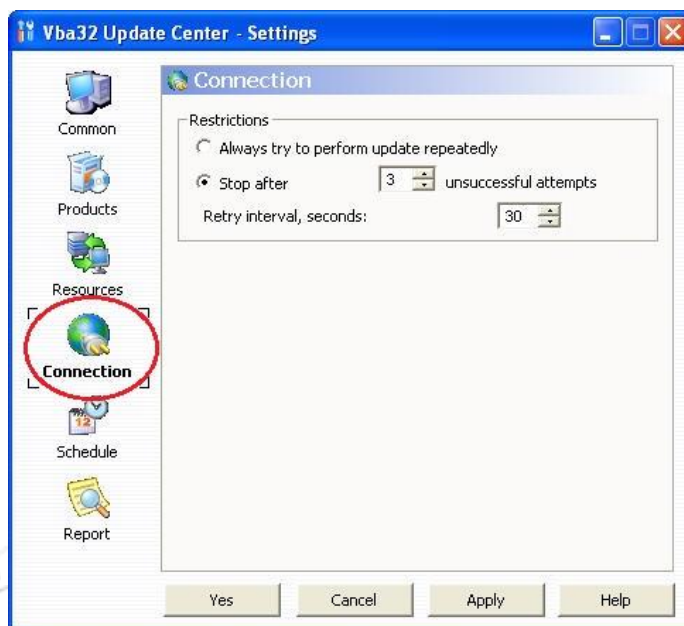 Vba32 Update Center - Settings
Common
Products
Resources
Connection
Schedule
12
Report
Connection
Restrictions
Always try to perform update repeatedly
Stop after 3 unsuccessful attempts
Retry interval, seconds: 30
Yes Cancel Apply Help